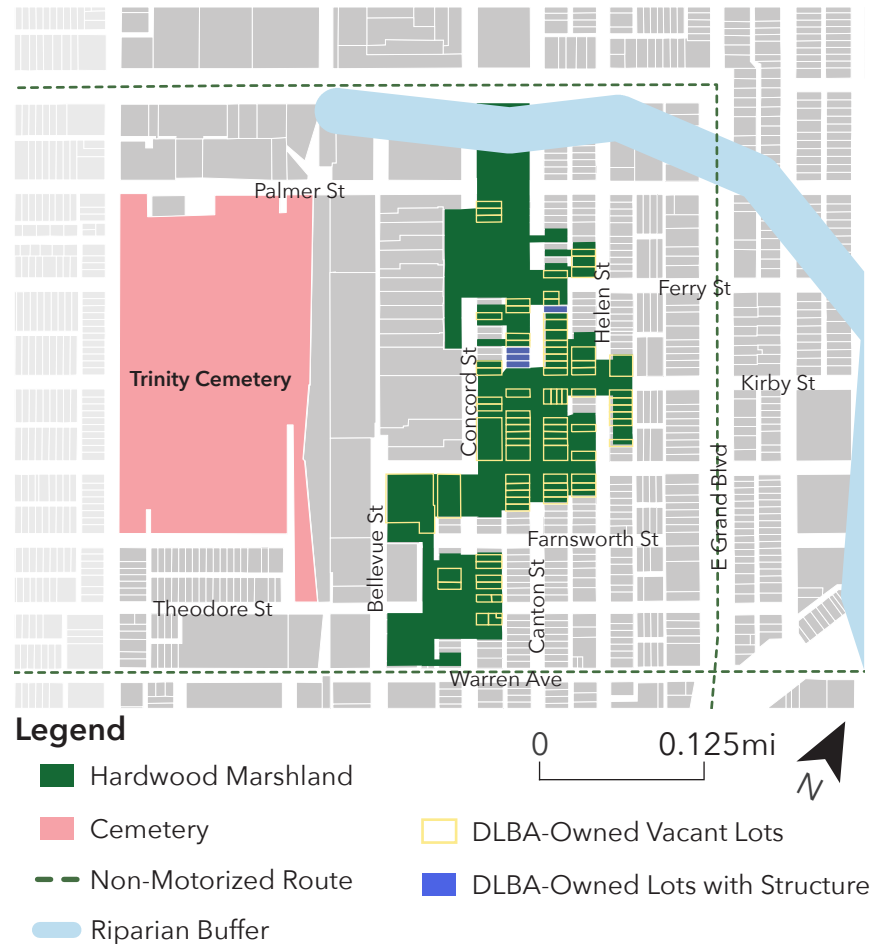 Palmer St
Helen St
Ferry St
Concord St
Trinity Cemetery
Kirby St
Bellevue St
E Grand Blvd
Farnsworth St
Canton St
Theodore St
Warren Ave
Legend
0 0.125mi
N
Hardwood Marshland
Cemetery
DLBA-Owned Vacant Lots
Non-Motorized Route
DLBA-Owned Lots with Structure
Riparian Buffer